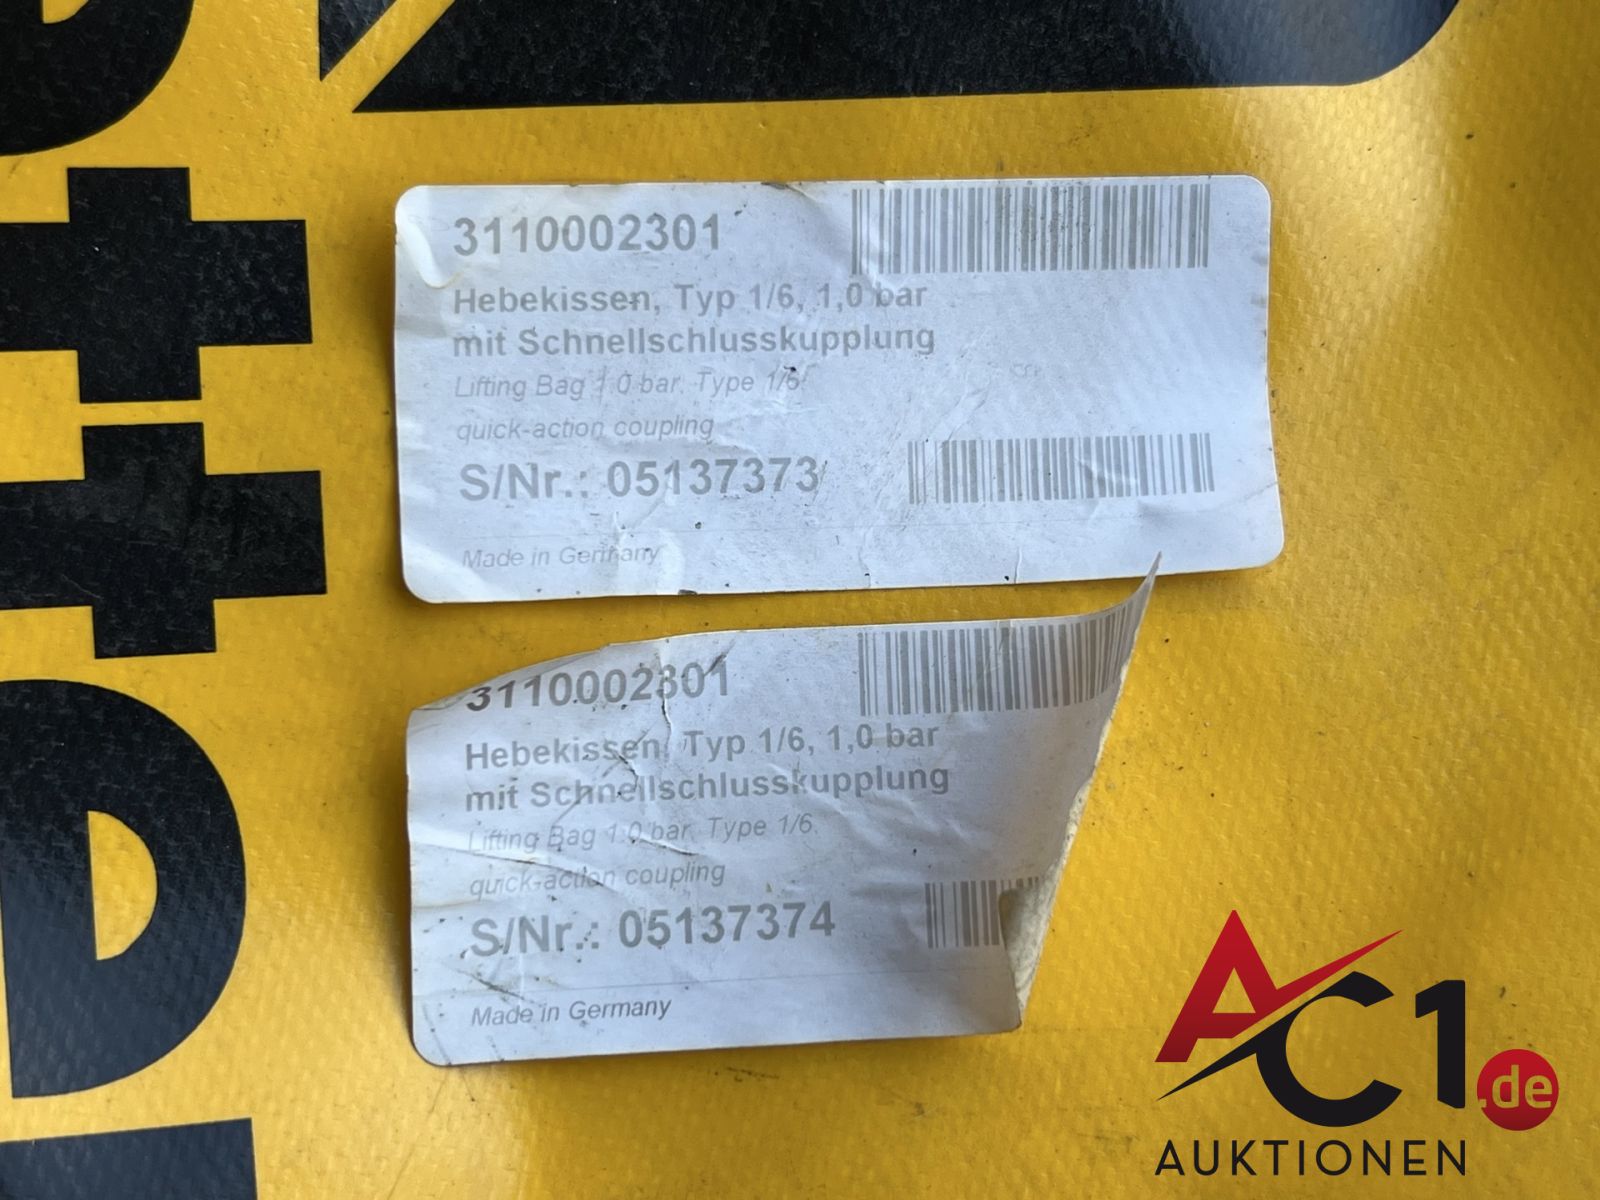 3110002301
Hebekissen, Typ 1/6, 1,0 bar
mit Schnellschlusskupplung
Lifting Bag 1.0 bar, Type 1/6
quick-action coupling
S/Nr.: 05137373
Made in Germany
3110002301
Hebekissen, Typ 1/6, 1,0 bar
mit Schnellschlusskupplung
Lifting Bag 1.0 bar, Type 1/6,
quick-action coupling
S/Nr.: 05137374
Made in Germany
AC1.de
AUKTIONEN